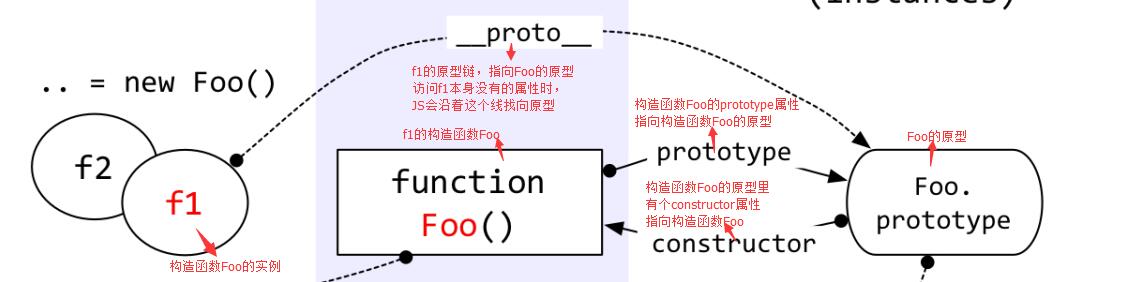 (Instances)
__proto__
f1的原型链，指向Foo的原型
访问f1本身没有的属性时，
JS会沿着这个线找向原型
.. = new Foo()
构造函数Foo的prototype属性
指向构造函数Foo的原型
f1的构造函数Foo
Foo的原型
prototype
f2
f1
function
Foo()
构造函数Foo的原型里
有个constructor属性
指向构造函数Foo
Foo.
prototype
constructor
构造函数Foo的实例